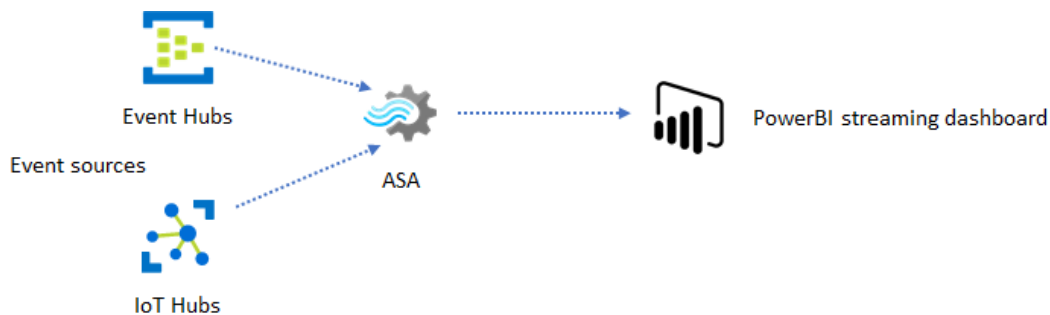 Event Hubs
PowerBI streaming dashboard
Event sources
ASA
IoT Hubs